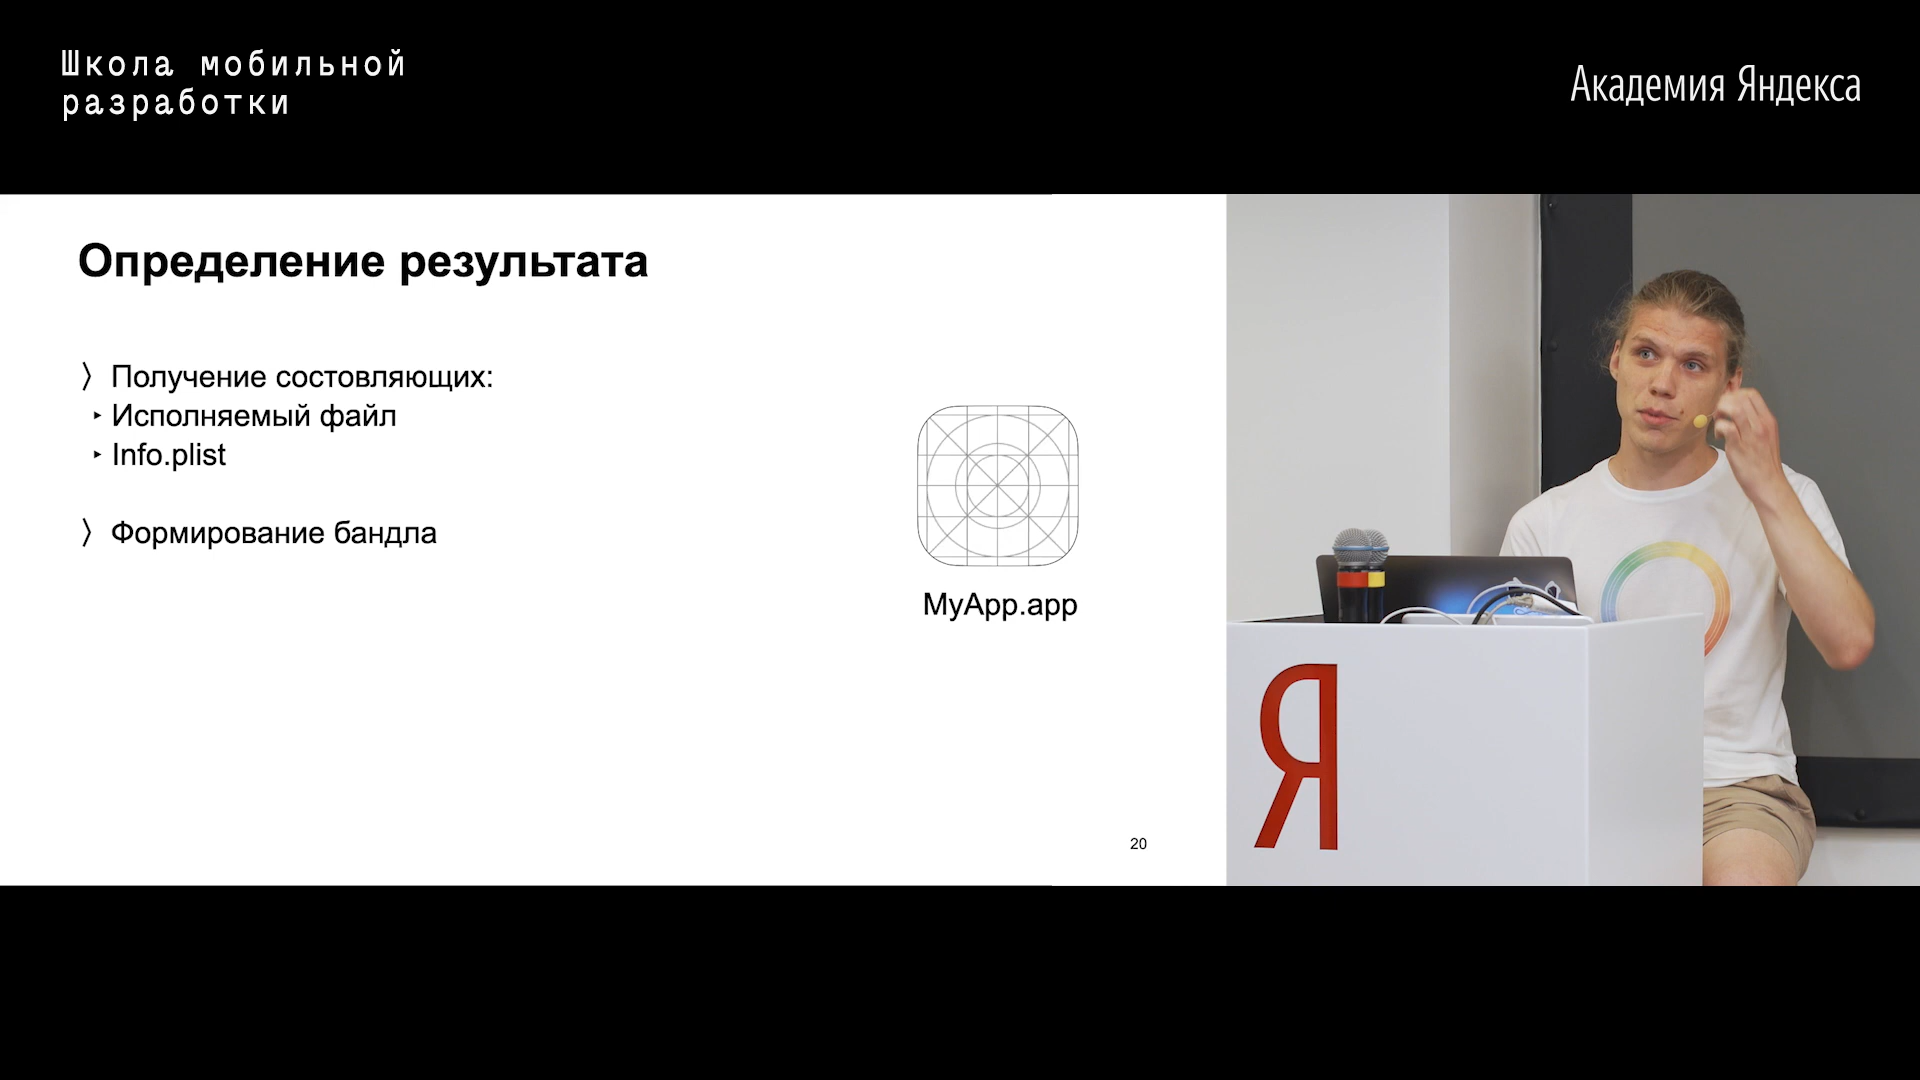 Школа мобильной
разработки
Академия Яндекса
Определение результата
〉Получение состовляющих:
‣ Исполняемый файл
‣ Info.plist
〉Формирование бандла
MyApp.app
20
Я